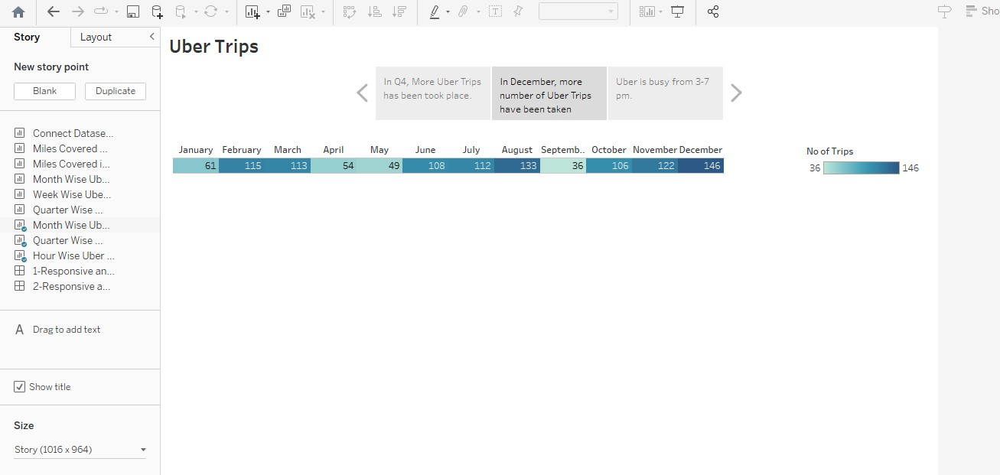 Sho
Story
Layout
New story point
Blank
Duplicate
Connect Datase...
Miles Covered ...
Miles Covered i...
Month Wise Ub...
Week Wise Ube...
Quarter Wise ...
Month Wise Ub...
Quarter Wise ...
Hour Wise Uber ...
1-Responsive an...
2-Responsive a...
A Drag to add text
Show title
Size
Story (1016 x 964)
Uber Trips
In Q4, More Uber Trips
has been took place.
In December, more
number of Uber Trips
have been taken
Uber is busy from 3-7
pm.
January February March April May June July August Septemb.. October November December
61 115 113 54 49 108 112 133 36 106 122 146
No of Trips
36 146